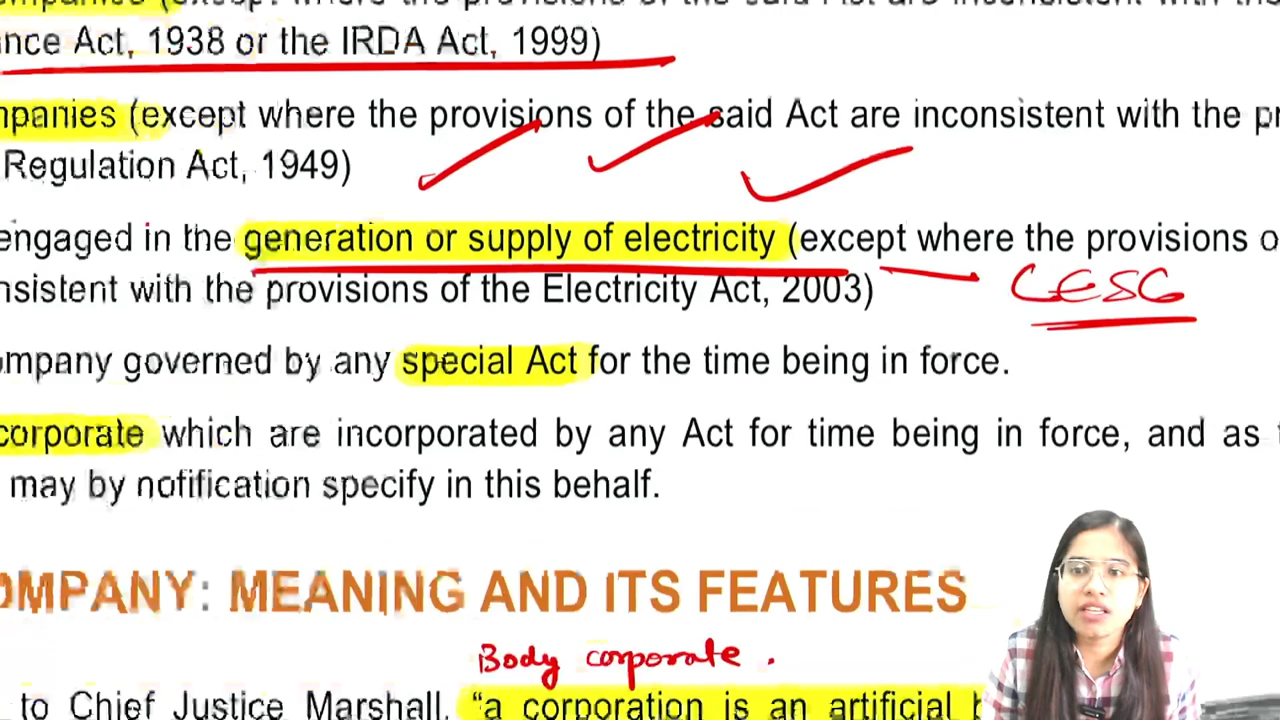 ance Act, 1938 or the IRDA Act, 1999)
mpanies (except where the provisions of the said Act are inconsistent with the pr
Regulation Act, 1949)
engaged in the generation or supply of electricity (except where the provisions o
nsistent with the provisions of the Electricity Act, 2003)
CESC
ompany governed by any special Act for the time being in force.
corporate which are incorporated by any Act for time being in force, and as
may by notification specify in this behalf.
OMPANY: MEANING AND ITS FEATURES
Body corporate.
to Chief Justice Marshall, "a corporation is an artificial